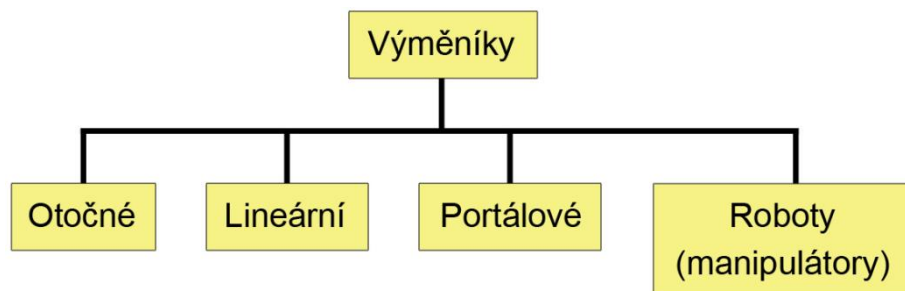 Výměníky
Otočné
Lineární
Portálové
Roboty
(manipulátory)